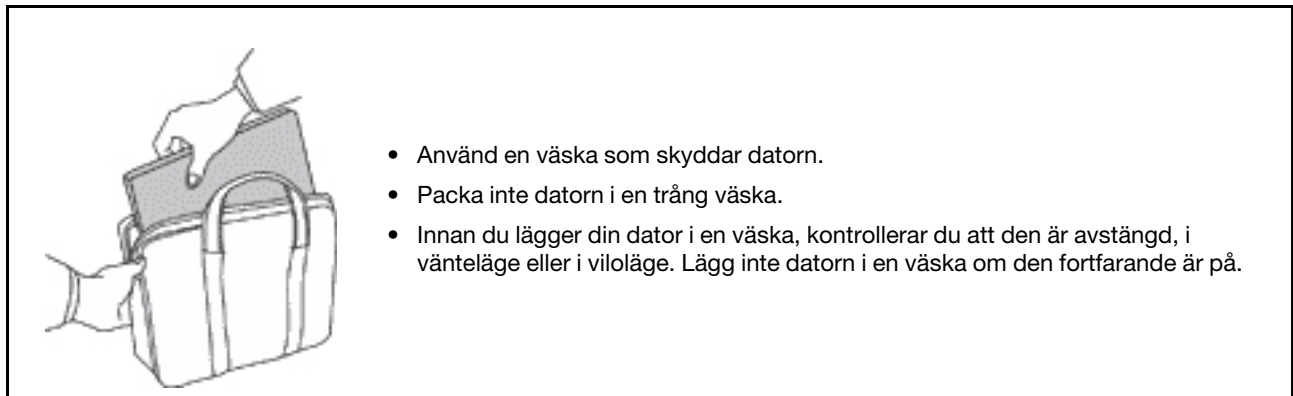 • Använd en väska som skyddar datorn.
• Packa inte datorn i en trång väska.
• Innan du lägger din dator i en väska, kontrollerar du att den är avstängd, i
vänteläge eller i viloläge. Lägg inte datorn i en väska om den fortfarande är på.